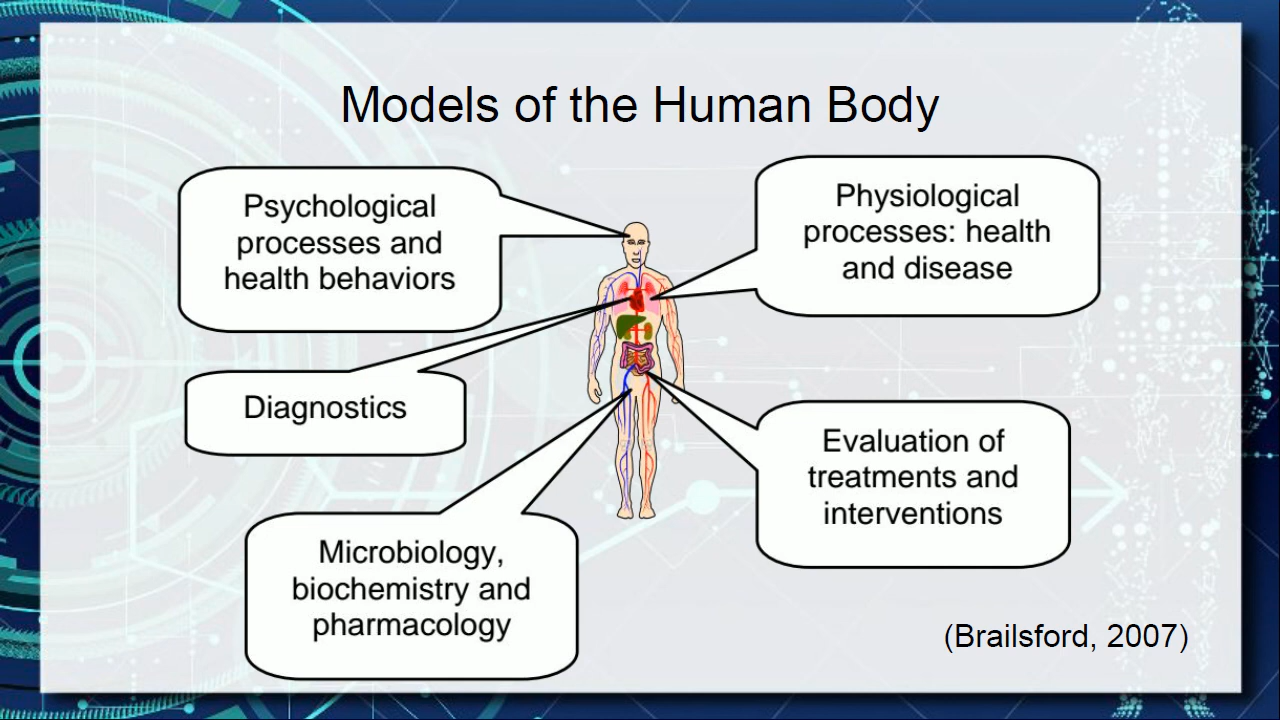 Models of the Human Body
Psychological
processes and
health behaviors
Physiological
processes: health
and disease
Diagnostics
Evaluation of
treatments and
interventions
Microbiology,
biochemistry and
pharmacology
(Brailsford, 2007)